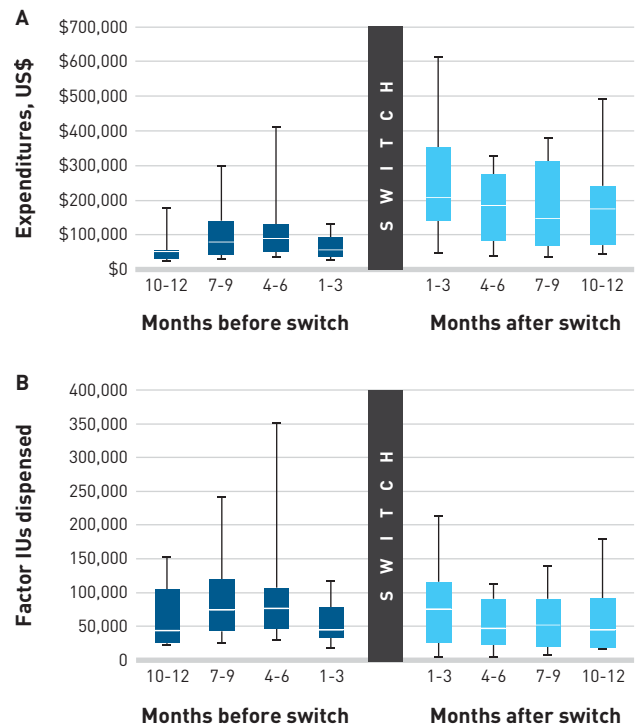 A
Expenditures, US$
$700,000
$600,000
$500,000
$400,000
$300,000
$200,000
$100,000
$0
SWITCH
10-12 7-9 4-6 1-3 1-3 4-6 7-9 10-12
Months before switch Months after switch
B
Factor IUs dispensed
400,000
350,000
300,000
250,000
200,000
150,000
100,000
50,000
0
SWITCH
10-12 7-9 4-6 1-3 1-3 4-6 7-9 10-12
Months before switch Months after switch